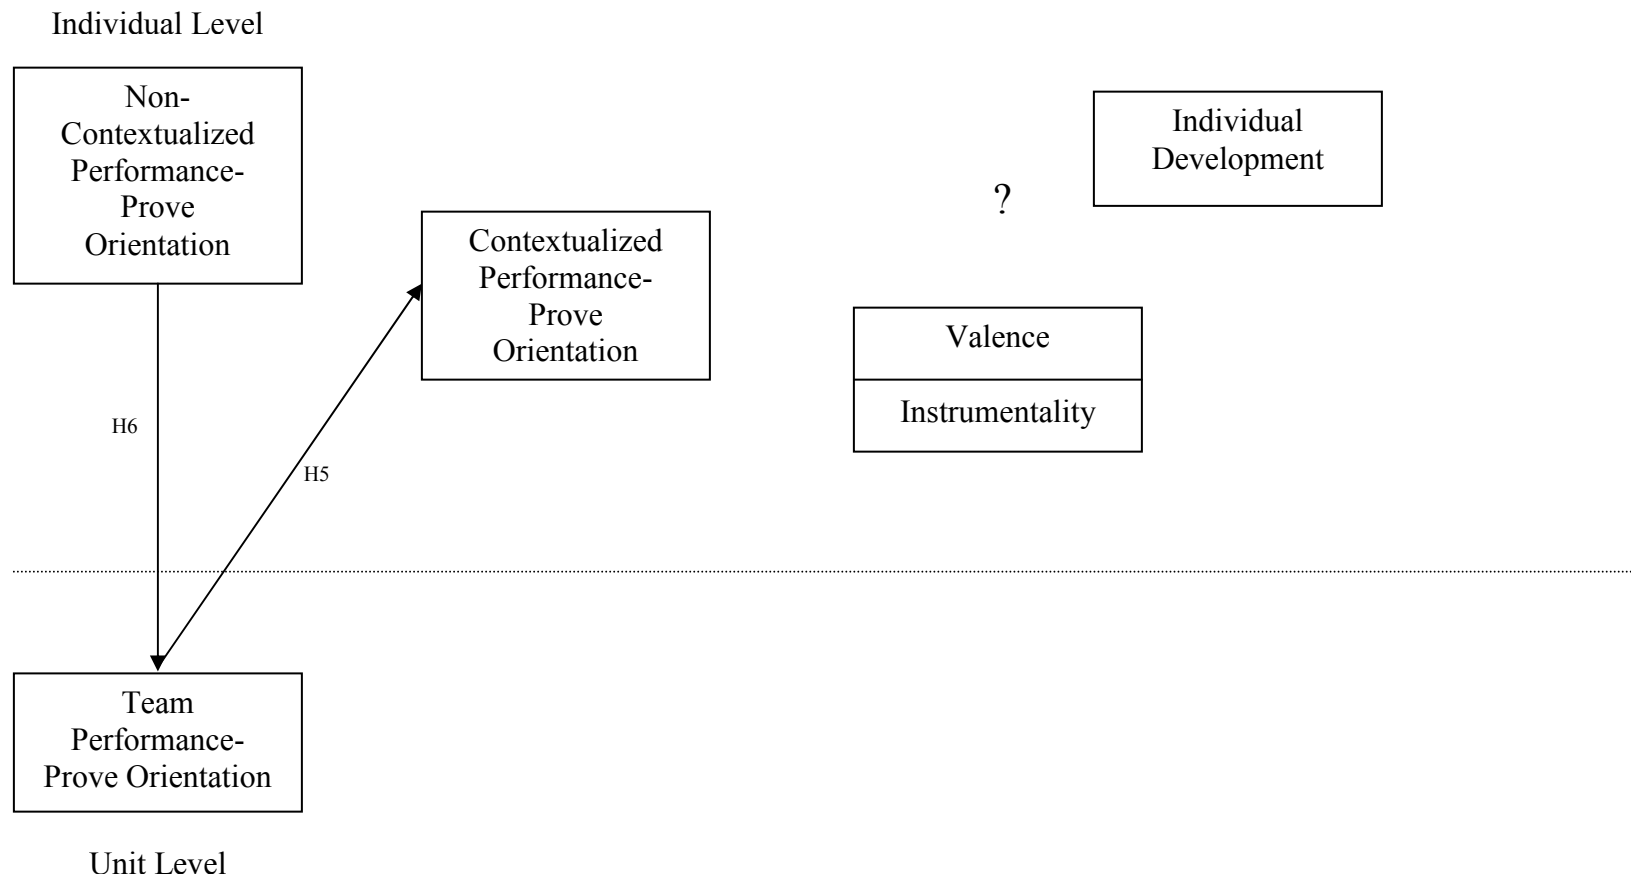 Individual Level
Non-
Contextualized
Performance-
Prove
Orientation
Individual
Development
?
Contextualized
Performance-
Prove
Orientation
Valence
Instrumentality
H6
H5
Team
Performance-
Prove Orientation
Unit Level